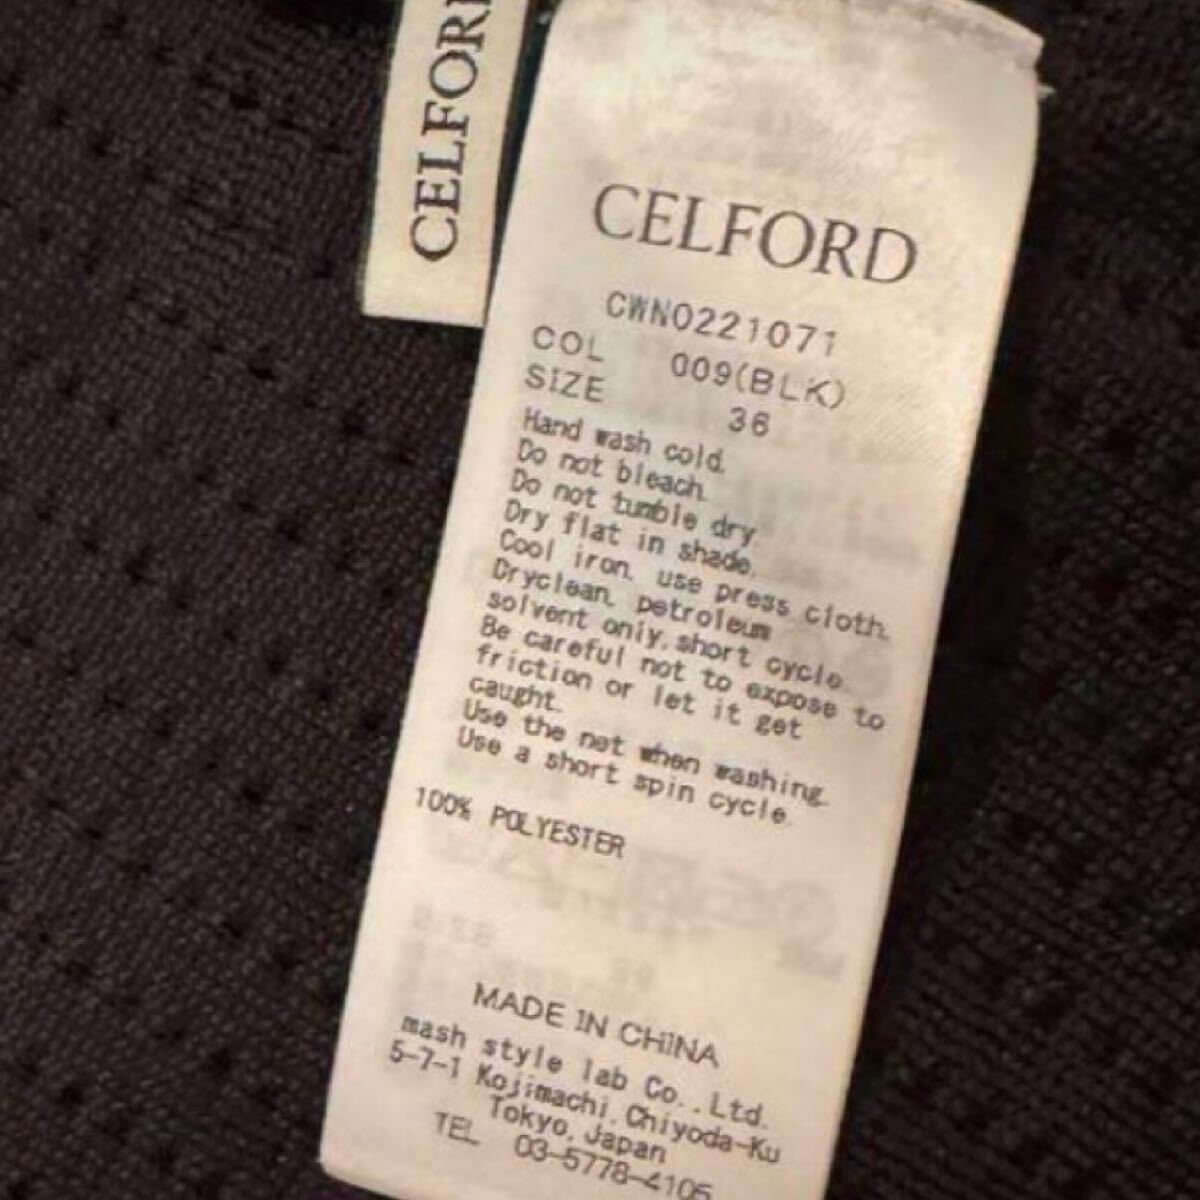 CELFOR
CELFORD
CWN0221071
COL 009(BLK)
SIZE 36
Hand wash cold.
Do not bleach.
Do not tumble dry.
Dry flat in shade.
Cool iron, use press cloth.
Dryclean, petroleum
solvent only, short cycle.
Be careful not to expose to
friction or let it get
caught.
Use the net when washing.
Use a short spin cycle.
100% POLYESTER
MADE IN CHINA
mash style lab Co.,Ltd.
5-7-1 Kojimachi, Chiyoda-Ku
Tokyo, Japan
TEL 03-5778-4105